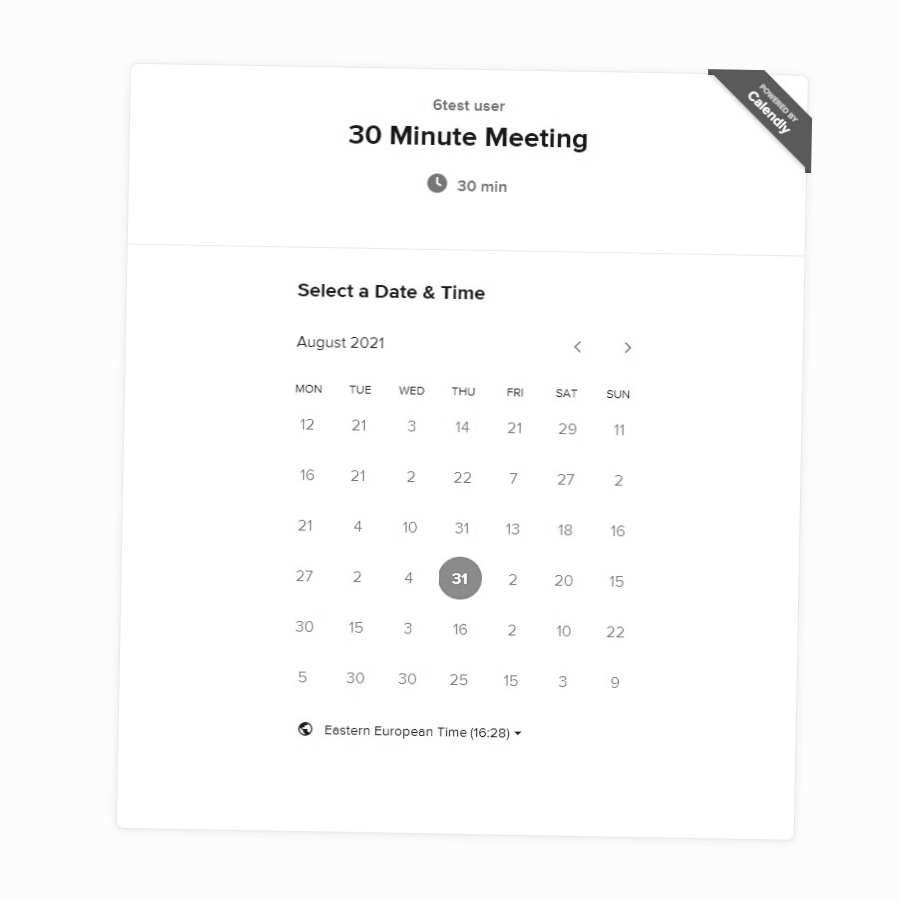 6test user
30 Minute Meeting
30 min
POWERED BY
Calendly
Select a Date & Time
August 2021
MON TUE WED THU FRI SAT SUN
12 21 3 14 21 29 11
16 21 2 22 7 27 2
21 4 10 31 13 18 16
27 2 4 31 2 20 15
30 15 3 16 2 10 22
5 30 30 25 15 3 9
Eastern European Time (16:28)